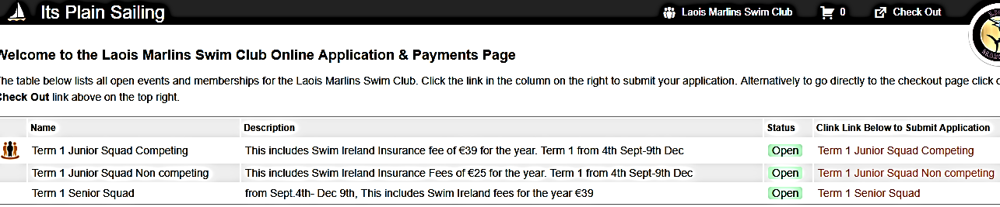 Its Plain Sailing
Laois Marlins Swim Club 0 Check Out
Welcome to the Laois Marlins Swim Club Online Application & Payments Page
The table below lists all open events and memberships for the Laois Marlins Swim Club. Click the link in the column on the right to submit your application. Alternatively to go directly to the checkout page click
Check Out link above on the top right.
Name Description Status Clink Link Below to Submit Application
Term 1 Junior Squad Competing This includes Swim Ireland Insurance fee of €39 for the year. Term 1 from 4th Sept-9th Dec Open Term 1 Junior Squad Competing
Term 1 Junior Squad Non competing This includes Swim Ireland Insurance Fees of €25 for the year. Term 1 from 4th Sept-9th Dec Open Term 1 Junior Squad Non competing
Term 1 Senior Squad from Sept.4th- Dec 9th, This includes Swim Ireland fees for the year €39 Open Term 1 Senior Squad